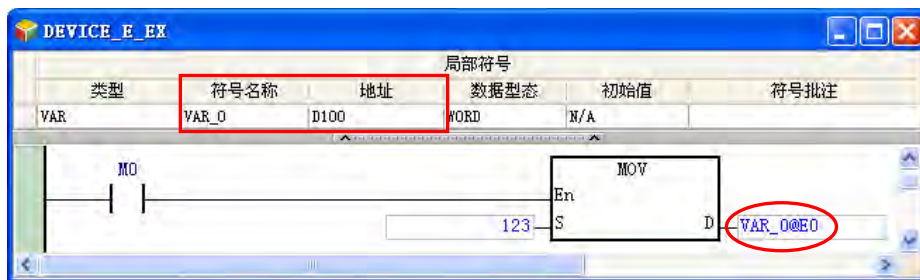 DEVICE_E_EX
局部符号
类型 符号名称 地址 数据型态 初始值 符号批注
VAR VAR_0 D100 WORD N/A
M0 MOV
En
123 S D VAR_0@E0